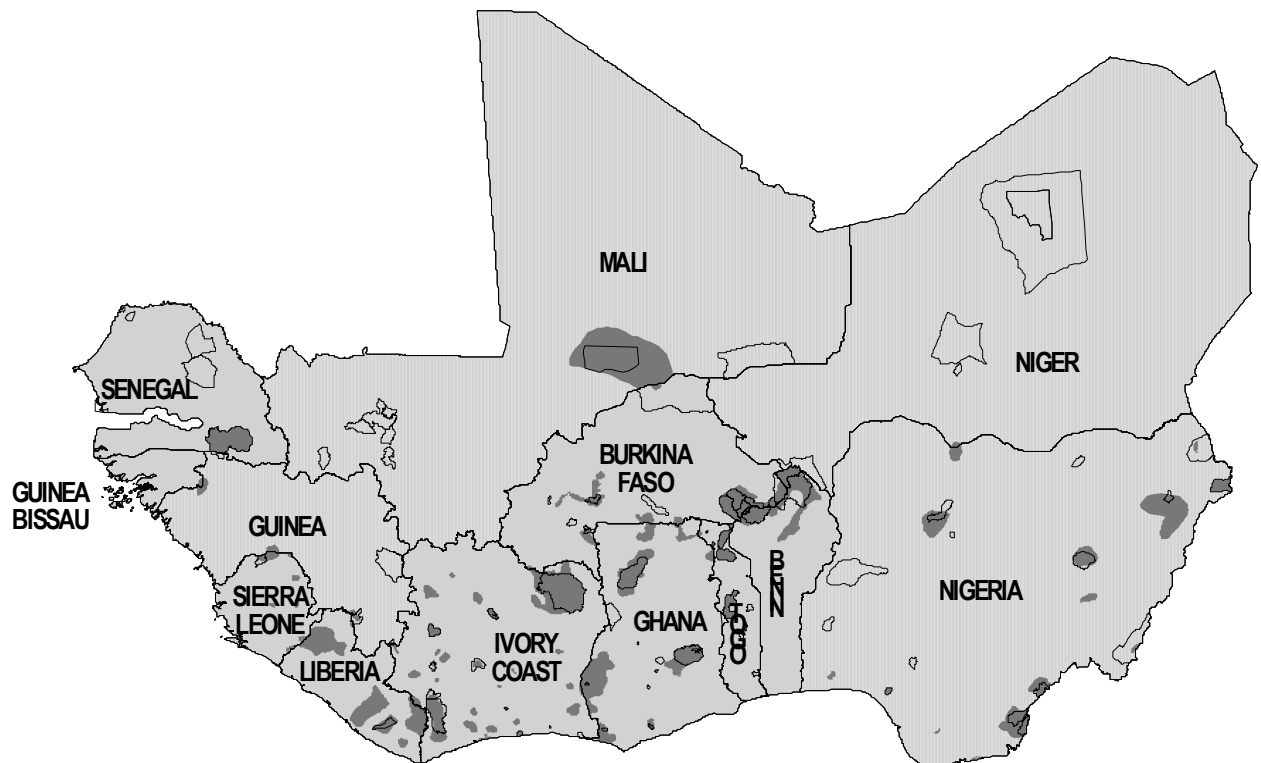 MALI
NIGER
SENEGAL
BURKINA
FASO
GUINEA
BISSAU
GUINEA
BENIN
NIGERIA
SIERRA
LEONE
GHANA
TOGO
IVORY
COAST
LIBERIA